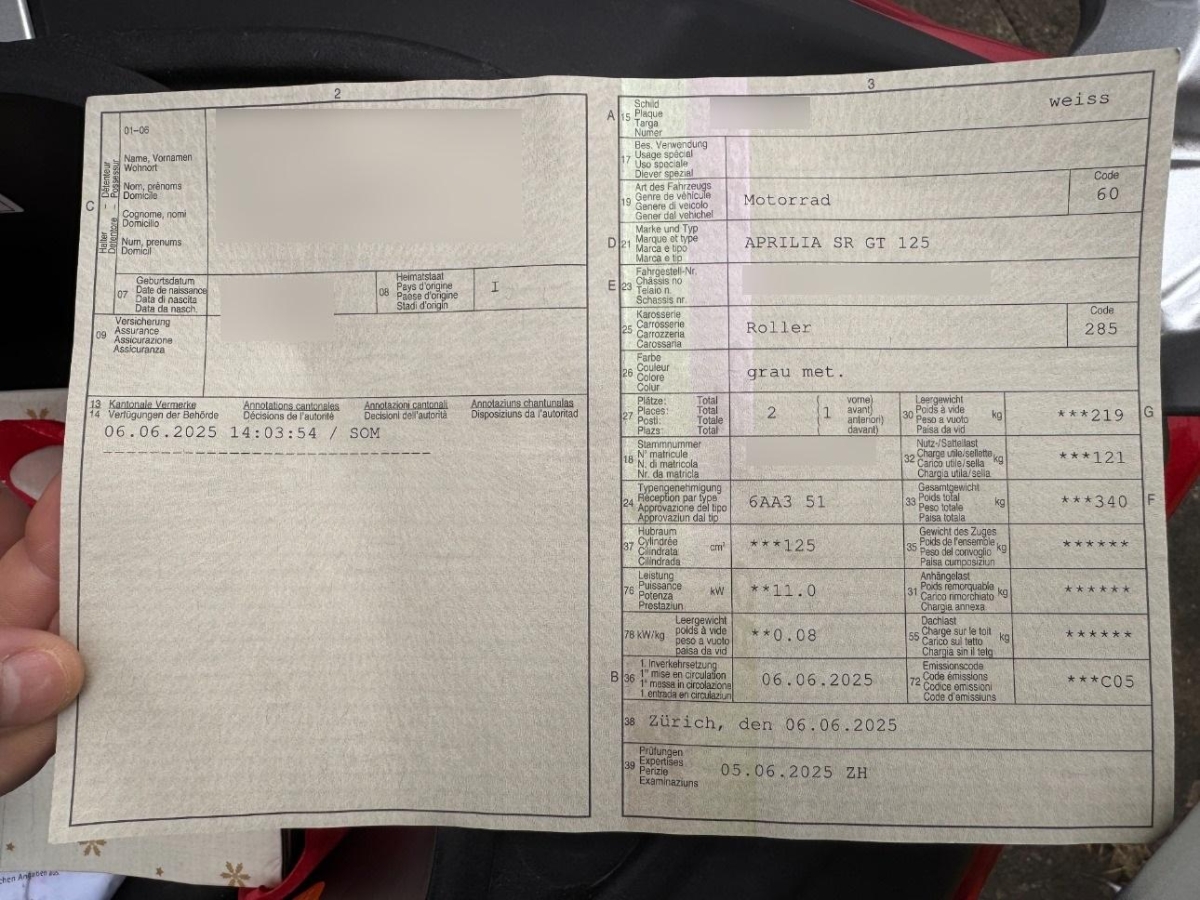 2
01-06
C
Halter - Détenteur
Detentore - Possessur
Name, Vornamen
Wohnort
Nom, prénoms
Domicile
Cognome, nomi
Domicilio
Num, prenums
Domicil
07
Geburtsdatum
Date de naissance
Data di nascita
Data da nasch.
08
Heimatstaat
Pays d'origine
Paese d'origine
Stadi d'origin
I
09
Versicherung
Assurance
Assicurazione
Assicuranza
13 Kantonale Vermerke Annotations cantonales Annotazioni cantonali Annotaziuns chantunalas
14 Verfügungen der Behörde Décisions de l'autorité Decisioni dell'autorità Disposiziuns da l'autoritad
06.06.2025 14:03:54 / SOM
3
A
15
Schild
Plaque
Targa
Numer
weiss
17
Bes. Verwendung
Usage spécial
Uso speciale
Diever spezial
19
Art des Fahrzeugs
Genre de véhicule
Genere di veicolo
Gener dal vehichel
Motorrad
Code
60
D
21
Marke und Typ
Marque et type
Marca e tipo
Marca e tip
APRILIA SR GT 125
E
23
Fahrgestell-Nr.
Châssis no
Telaio n.
Schassis nr.
25
Karosserie
Carrosserie
Carrozzeria
Carossaria
Roller
Code
285
26
Farbe
Couleur
Colore
Colur
grau met.
27
Plätze: Total
Places: Total
Posti: Totale
Plazs: Total
2
( 1
vorne)
avant)
anteriori)
davant)
30
Leergewicht
Poids à vide
Peso a vuoto
Paisa da vid
kg
***219
G
18
Stammnummer
N° matricule
N. di matricola
Nr. da matricla
32
Nutz-/Sattellast
Charge utile/sellette
Carico utile/sella
Chargia utila/sella
kg
***121
24
Typengenehmigung
Réception par type
Approvazione del tipo
Approvaziun dal tip
6AA3 51
33
Gesamtgewicht
Poids total
Peso totale
Paisa totala
kg
***340
F
37
Hubraum
Cylindrée
Cilindrata
Cilindrada
cm³
***125
35
Gewicht des Zuges
Poids de l'ensemble
Peso del convoglio
Paisa cumposiziun
kg
******
76
Leistung
Puissance
Potenza
Prestaziun
kW
**11.0
31
Anhängelast
Poids remorquable
Carico rimorchiato
Chargia annexa
kg
******
78 kW/kg
Leergewicht
poids à vide
peso a vuoto
paisa da vid
**0.08
55
Dachlast
Charge sur le toit
Carico sul tetto
Chargia sin il tetg
kg
******
B
36
1. Inverkehrsetzung
1re mise en circulation
1a messa in circolazione
1. entrada en circulaziun
06.06.2025
72
Emissionscode
Code émissions
Codice emissioni
Code d'emissiuns
***C05
38 Zürich, den 06.06.2025
39
Prüfungen
Expertises
Perizie
Examinaziuns
05.06.2025 ZH